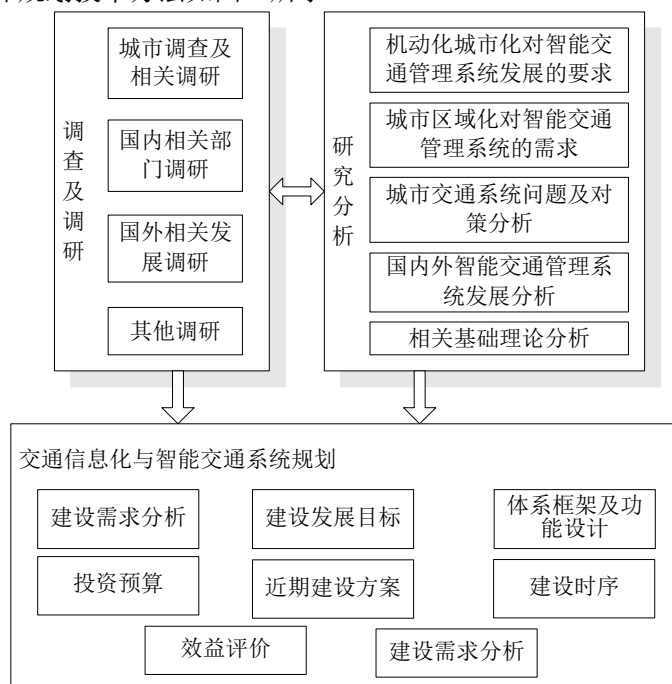 城市调查及
相关调研
国内相关部
门调研
国外相关发
展调研
其他调研
调
查
及
调
研
机动化城市化对智能交
通管理系统发展的要求
城市区域化对智能交通
管理系统的需求
城市交通系统问题及对
策分析
国内外智能交通管理系
统发展分析
相关基础理论分析
研
究
分
析
交通信息化与智能交通系统规划
建设需求分析
建设发展目标
体系框架及功
能设计
投资预算
近期建设方案
建设时序
效益评价
建设需求分析